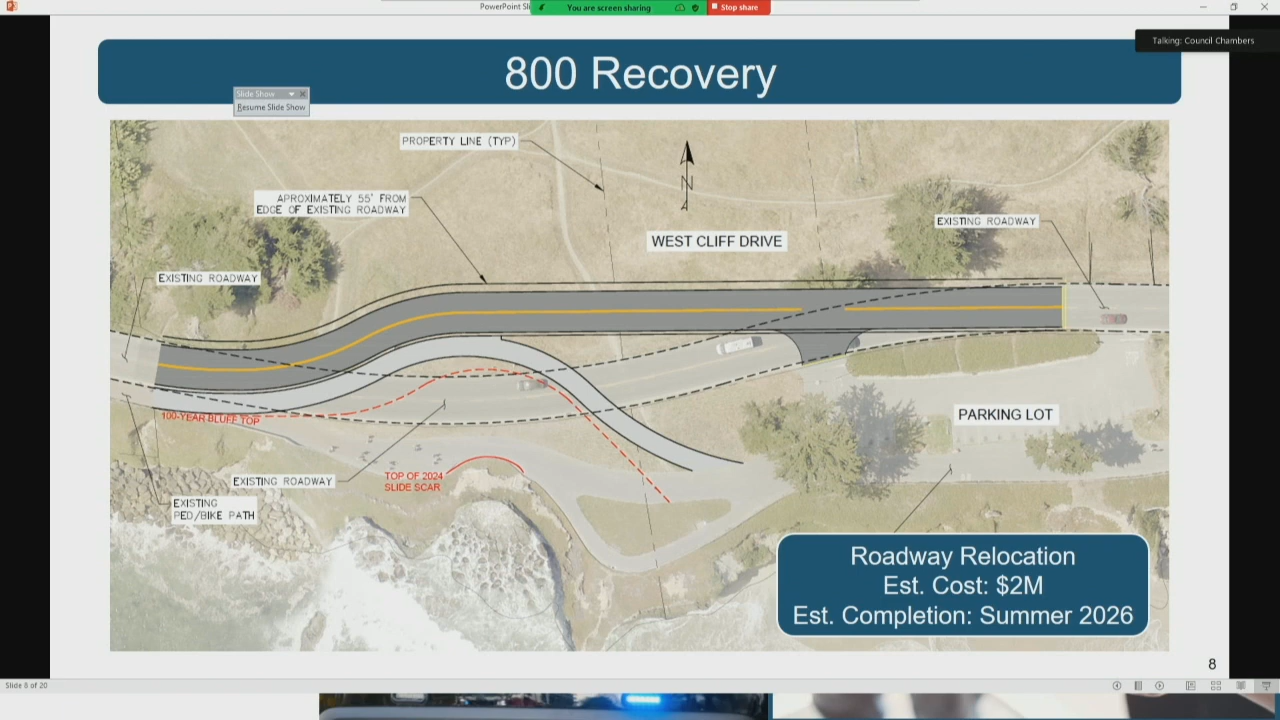 PowerPoint Sli
You are screen sharing
Stop share
Talking: Council Chambers
800 Recovery
Slide Show
Resume Slide Show
PROPERTY LINE (TYP)
N
APROXIMATELY 55' FROM
EDGE OF EXISTING ROADWAY
WEST CLIFF DRIVE
EXISTING ROADWAY
EXISTING ROADWAY
100-YEAR BLUFF TOP
PARKING LOT
TOP OF 2024
SLIDE SCAR
EXISTING ROADWAY
EXISTING
PED/BIKE PATH
Roadway Relocation
Est. Cost: $2M
Est. Completion: Summer 2026
8
Slide 8 of 20